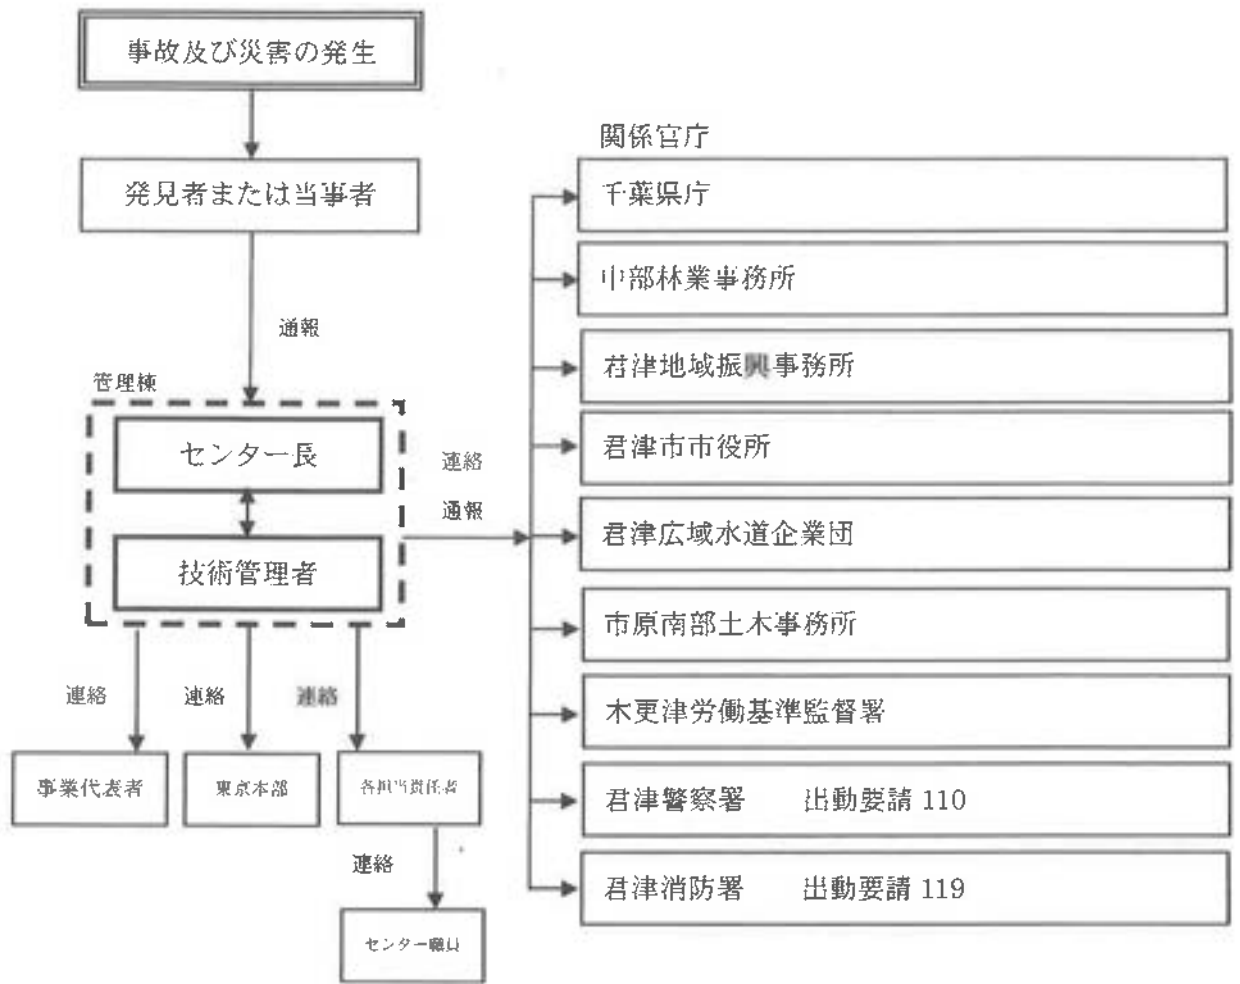 事故及び災害の発生
発見者または当事者
通報
管理棟
センター長
技術管理者
連絡
通報
連絡
連絡
連絡
事業代表者
東京本部
各担当責任者
連絡
センター職員
関係官庁
千葉県庁
中部林業事務所
君津地域振興事務所
君津市市役所
君津広域水道企業団
市原南部土木事務所
木更津労働基準監督署
君津警察署 出動要請 110
君津消防署 出動要請 119